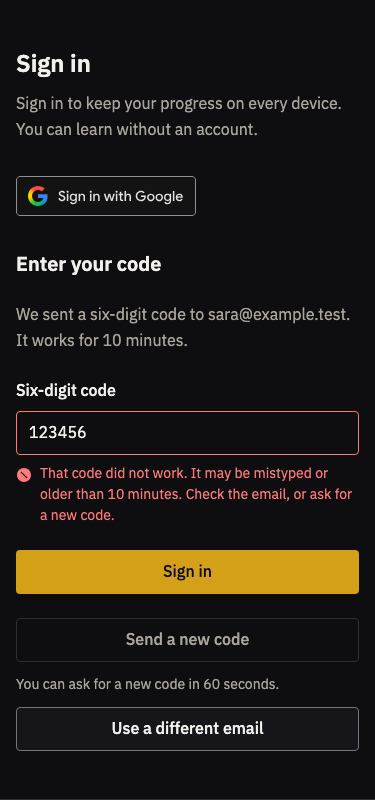 Sign in
Sign in to keep your progress on every device.
You can learn without an account.
Sign in with Google
Enter your code
We sent a six-digit code to sara@example.test.
It works for 10 minutes.
Six-digit code
123456
That code did not work. It may be mistyped or
older than 10 minutes. Check the email, or ask for
a new code.
Sign in
Send a new code
You can ask for a new code in 60 seconds.
Use a different email